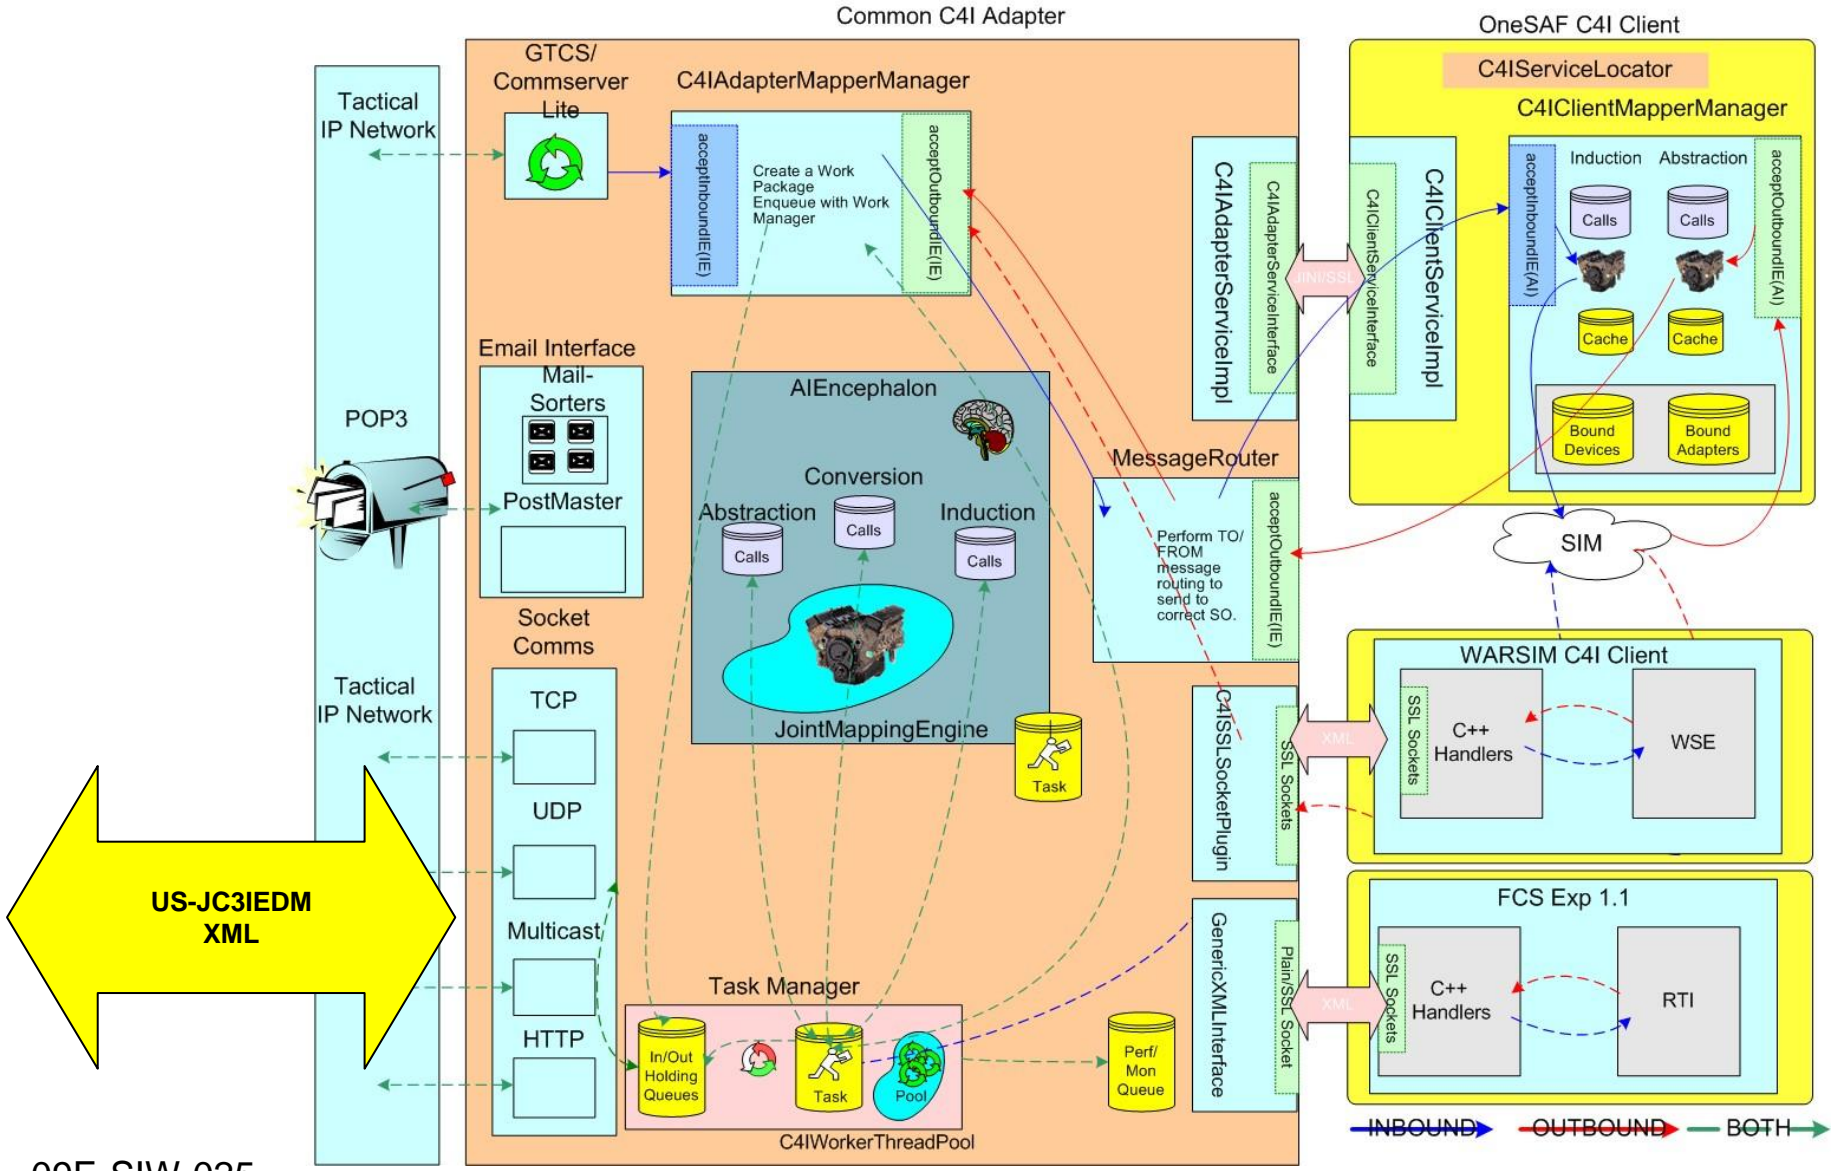 Common C4I Adapter
OneSAF C4I Client
Tactical
IP Network
POP3
Tactical
IP Network
US-JC3IEDM
XML
GTCS/
Commserver
Lite
C4IAdapterMapperManager
acceptInboundIE(IE)
Create a Work
Package
Enqueue with Work
Manager
acceptOutboundIE(IE)
Email Interface
Mail-
Sorters
PostMaster
Socket
Comms
TCP
UDP
Multicast
HTTP
AIEncephalon
Conversion
Calls
Abstraction
Calls
Induction
Calls
JointMappingEngine
Task
MessageRouter
Perform TO/
FROM
message
routing to
send to
correct SO.
acceptOutboundIE(IE)
Task Manager
In/Out
Holding
Queues
Task
Pool
C4IWorkerThreadPool
Perf/
Mon
Queue
C4IAdapterServiceImpl
C4IAdapterServiceInterface
JINI/SSL
C4IClientServiceInterface
C4IClientServiceImpl
C4ISSLSocketPlugin
SSL Sockets
XML
GenericXMLInterface
Plain/SSL Socket
XML
C4IServiceLocator
C4IClientMapperManager
acceptInboundIE(AI)
Induction
Abstraction
Calls
Calls
acceptOutboundIE(AI)
Cache
Cache
Bound
Devices
Bound
Adapters
SIM
WARSIM C4I Client
SSL Sockets
C++
Handlers
WSE
FCS Exp 1.1
SSL Sockets
C++
Handlers
RTI
INBOUND
OUTBOUND
BOTH